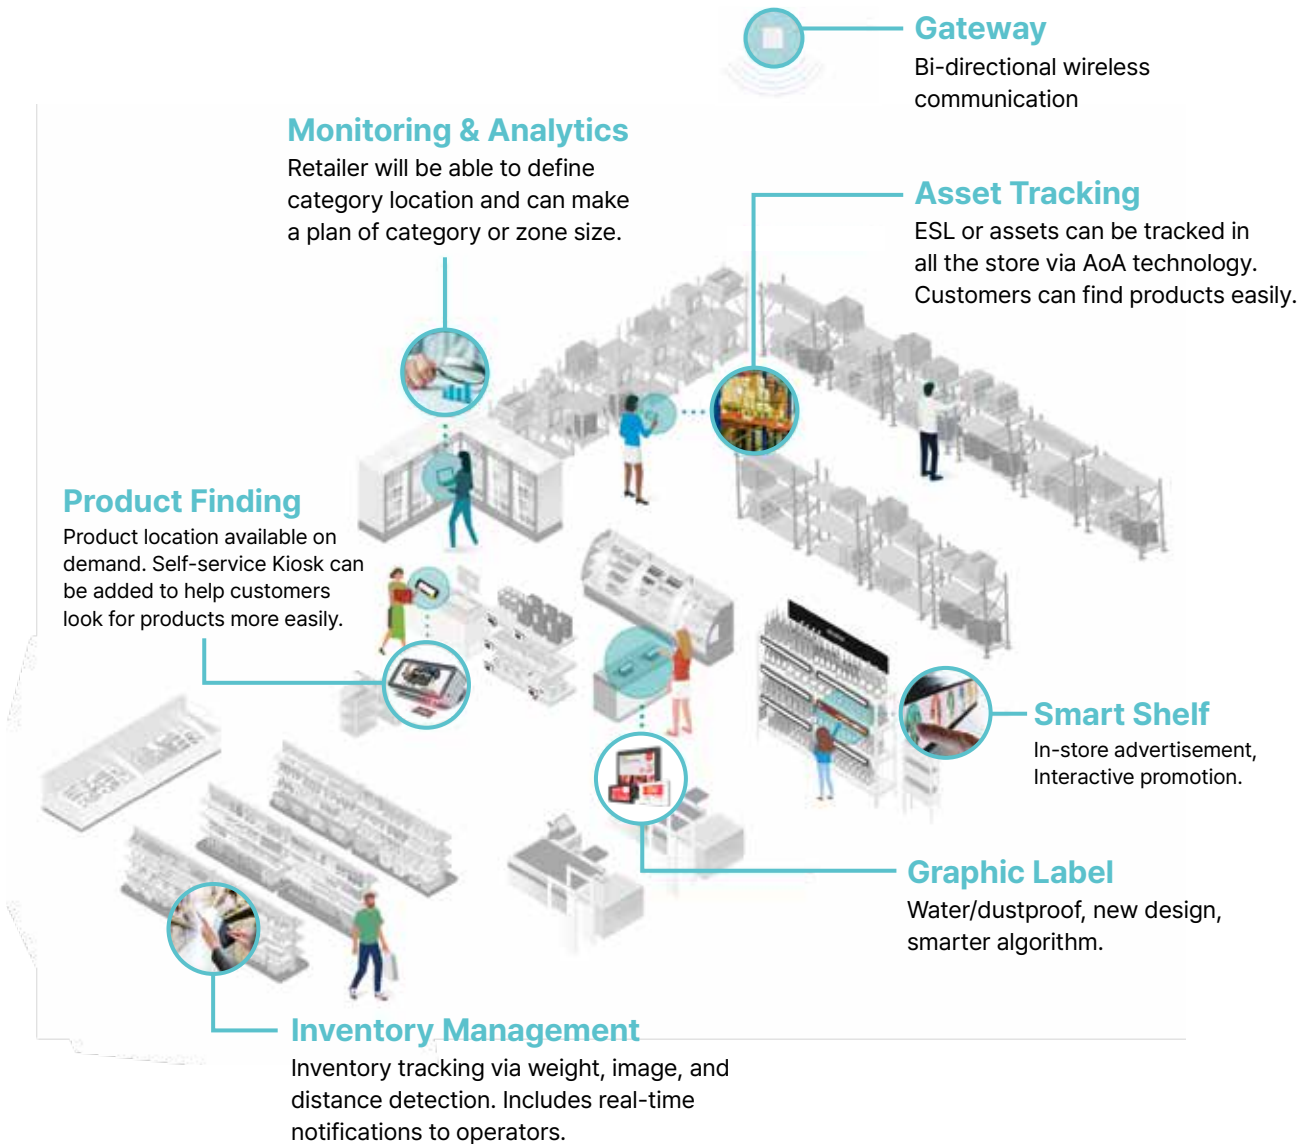 Gateway
Bi-directional wireless
communication
Monitoring & Analytics
Retailer will be able to define
category location and can make
a plan of category or zone size.
Asset Tracking
ESL or assets can be tracked in
all the store via AoA technology.
Customers can find products easily.
Product Finding
Product location available on
demand. Self-service Kiosk can
be added to help customers
look for products more easily.
Smart Shelf
In-store advertisement,
Interactive promotion.
Graphic Label
Water/dustproof, new design,
smarter algorithm.
Inventory Management
Inventory tracking via weight, image, and
distance detection. Includes real-time
notifications to operators.